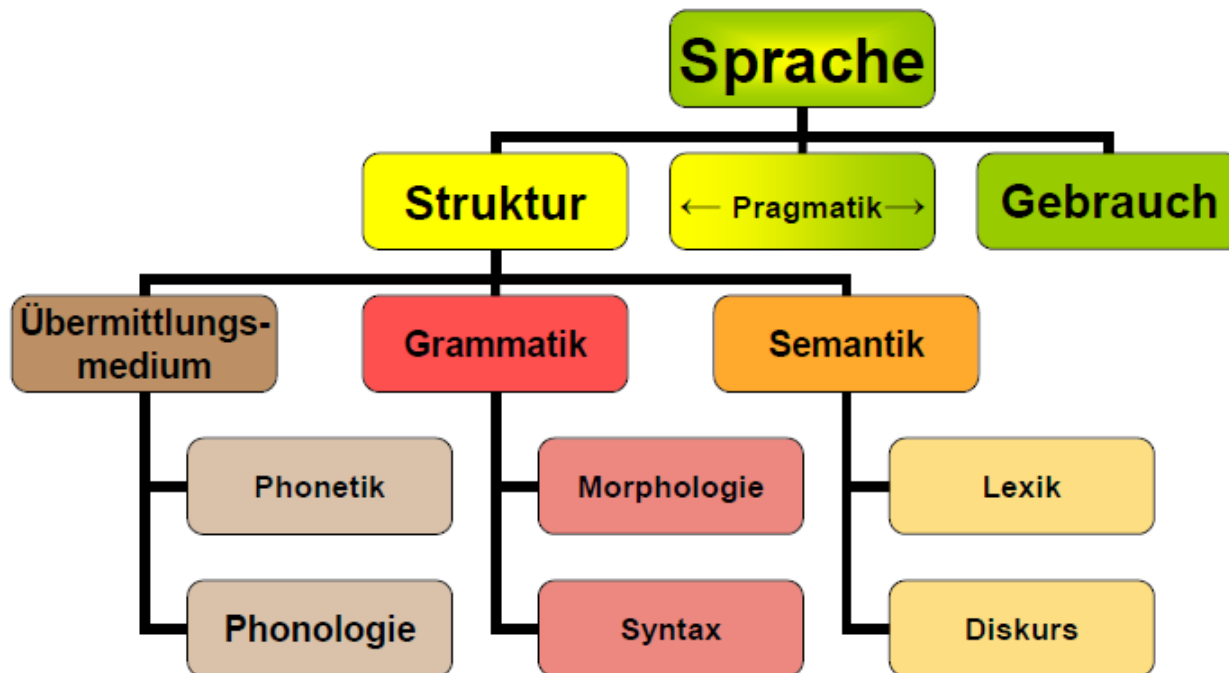 Sprache
Struktur
← Pragmatik →
Gebrauch
Übermittlungs-
medium
Grammatik
Semantik
Phonetik
Morphologie
Lexik
Phonologie
Syntax
Diskurs